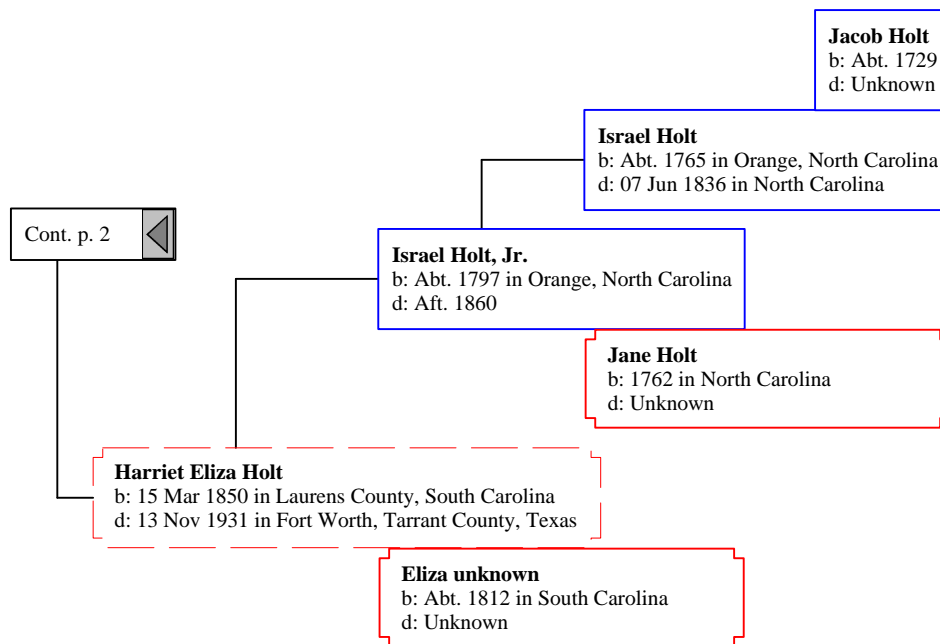 Jacob Holt
b: Abt. 1729
d: Unknown
Israel Holt
b: Abt. 1765 in Orange, North Carolina
d: 07 Jun 1836 in North Carolina
Cont. p. 2
Israel Holt, Jr.
b: Abt. 1797 in Orange, North Carolina
d: Aft. 1860
Jane Holt
b: 1762 in North Carolina
d: Unknown
Harriet Eliza Holt
b: 15 Mar 1850 in Laurens County, South Carolina
d: 13 Nov 1931 in Fort Worth, Tarrant County, Texas
Eliza unknown
b: Abt. 1812 in South Carolina
d: Unknown